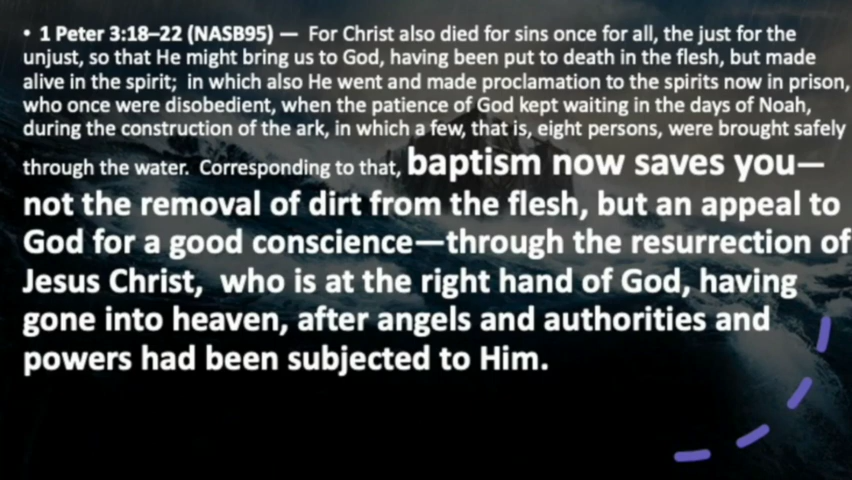 • 1 Peter 3:18–22 (NASB95) — For Christ also died for sins once for all, the just for the
unjust, so that He might bring us to God, having been put to death in the flesh, but made
alive in the spirit; in which also He went and made proclamation to the spirits now in prison,
who once were disobedient, when the patience of God kept waiting in the days of Noah,
during the construction of the ark, in which a few, that is, eight persons, were brought safely
through the water. Corresponding to that, baptism now saves you—
not the removal of dirt from the flesh, but an appeal to
God for a good conscience—through the resurrection of
Jesus Christ, who is at the right hand of God, having
gone into heaven, after angels and authorities and
powers had been subjected to Him.